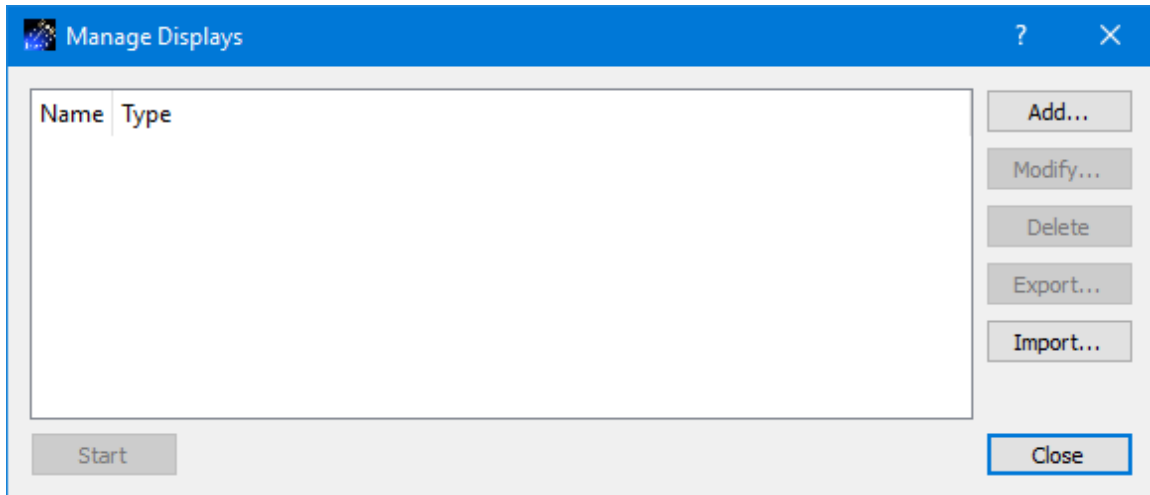 Manage Displays
?
Name Type
Add...
Modify...
Delete
Export...
Import...
Start
Close